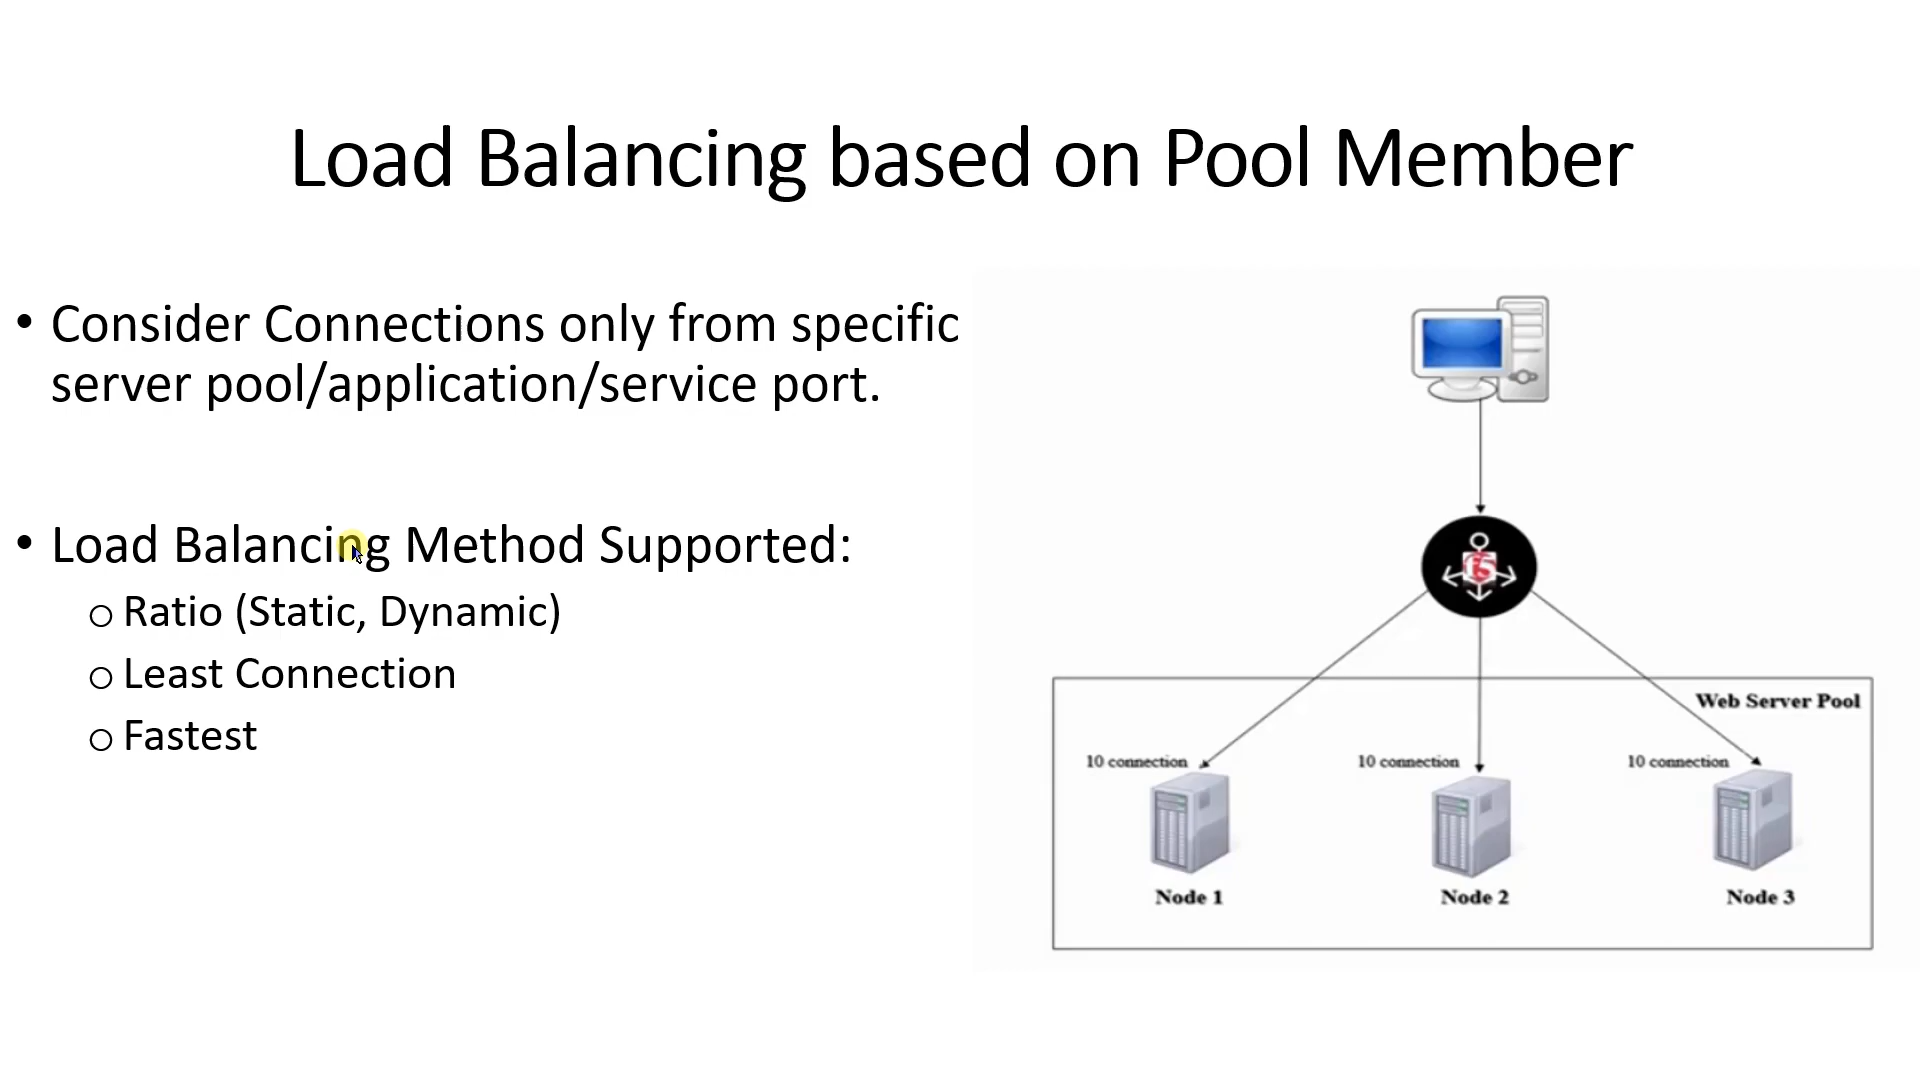 Load Balancing based on Pool Member
• Consider Connections only from specific
server pool/application/service port.
• Load Balancing Method Supported:
o Ratio (Static, Dynamic)
o Least Connection
o Fastest
f5
Web Server Pool
10 connection
10 connection
10 connection
Node 1
Node 2
Node 3